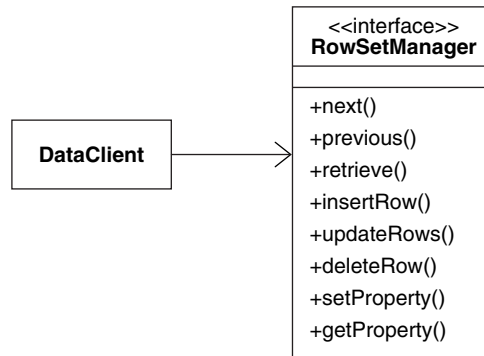 <<interface>>
RowSetManager
DataClient
+next()
+previous()
+retrieve()
+insertRow()
+updateRows()
+deleteRow()
+setProperty()
+getProperty()